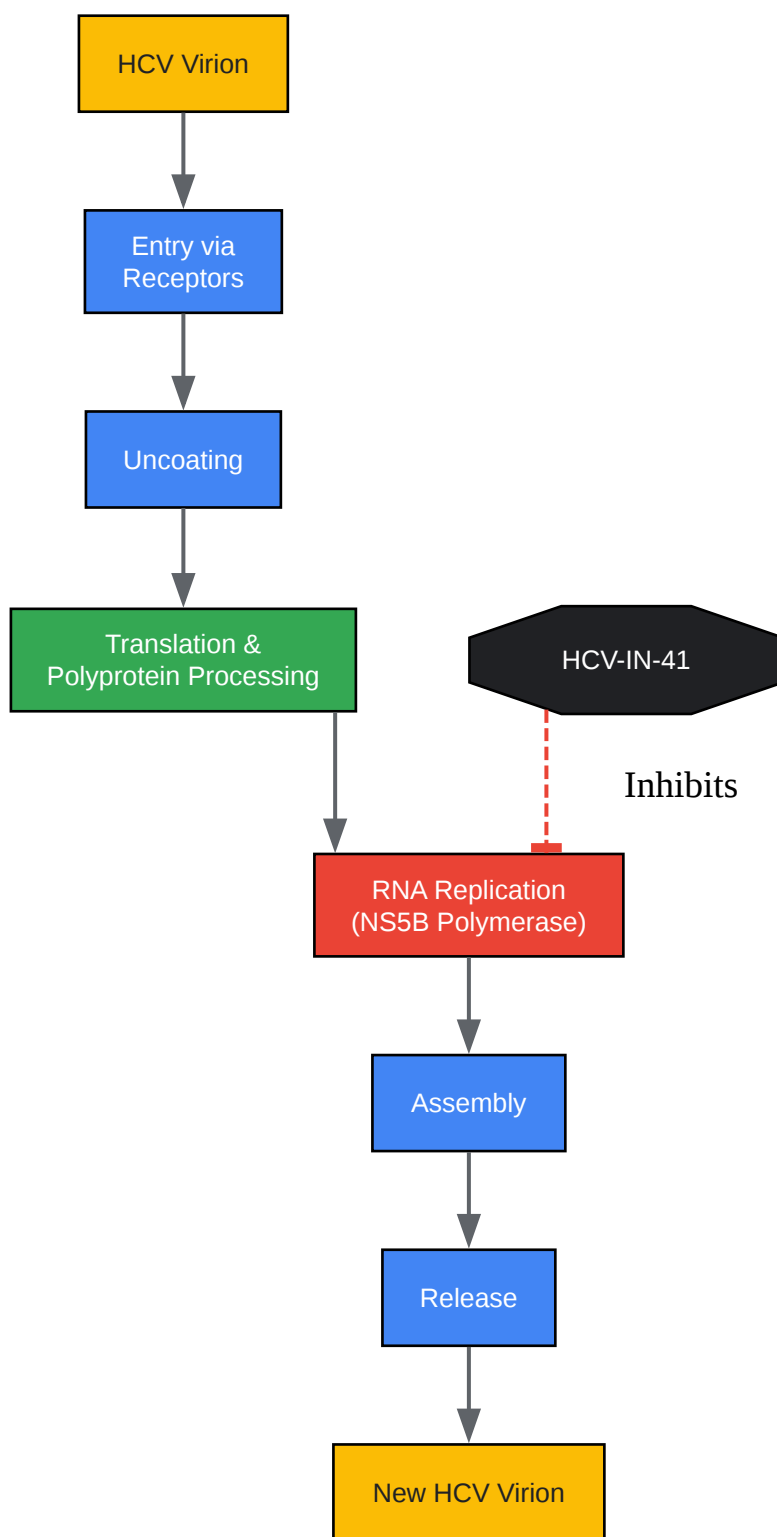 HCV Virion
Entry via
Receptors
Uncoating
Translation &
Polyprotein Processing
HCV-IN-41
Inhibits
RNA Replication
(NS5B Polymerase)
Assembly
Release
New HCV Virion